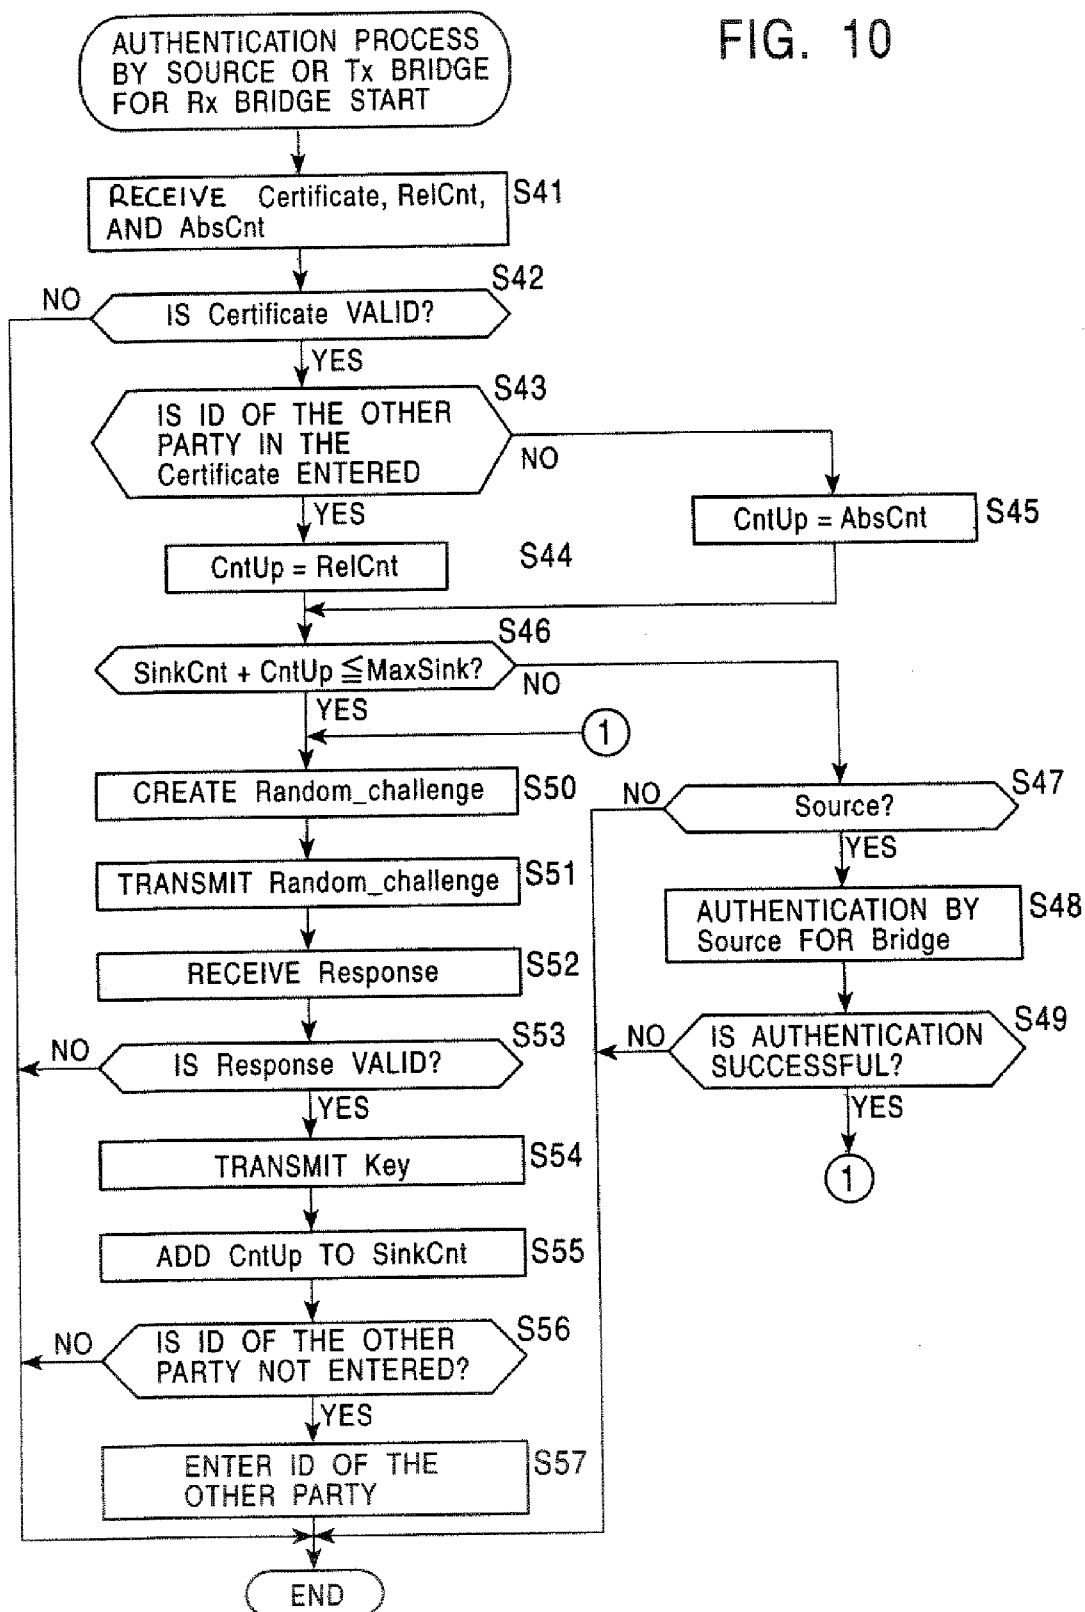 FIG. 10
AUTHENTICATION PROCESS
BY SOURCE OR Tx BRIDGE
FOR Rx BRIDGE START
RECEIVE Certificate, RelCnt,
AND AbsCnt
S41
S42
NO
IS Certificate VALID?
YES
S43
IS ID OF THE OTHER
PARTY IN THE
Certificate ENTERED
NO
YES
CntUp = AbsCnt
S45
CntUp = RelCnt
S44
S46
SinkCnt + CntUp ≦ MaxSink?
NO
YES
1
CREATE Random_challenge
S50
S47
NO
Source?
YES
TRANSMIT Random_challenge
S51
AUTHENTICATION BY
Source FOR Bridge
S48
RECEIVE Response
S52
S53
NO
IS Response VALID?
YES
S49
NO
IS AUTHENTICATION
SUCCESSFUL?
YES
1
TRANSMIT Key
S54
ADD CntUp TO SinkCnt
S55
S56
NO
IS ID OF THE OTHER
PARTY NOT ENTERED?
YES
ENTER ID OF THE
OTHER PARTY
S57
END